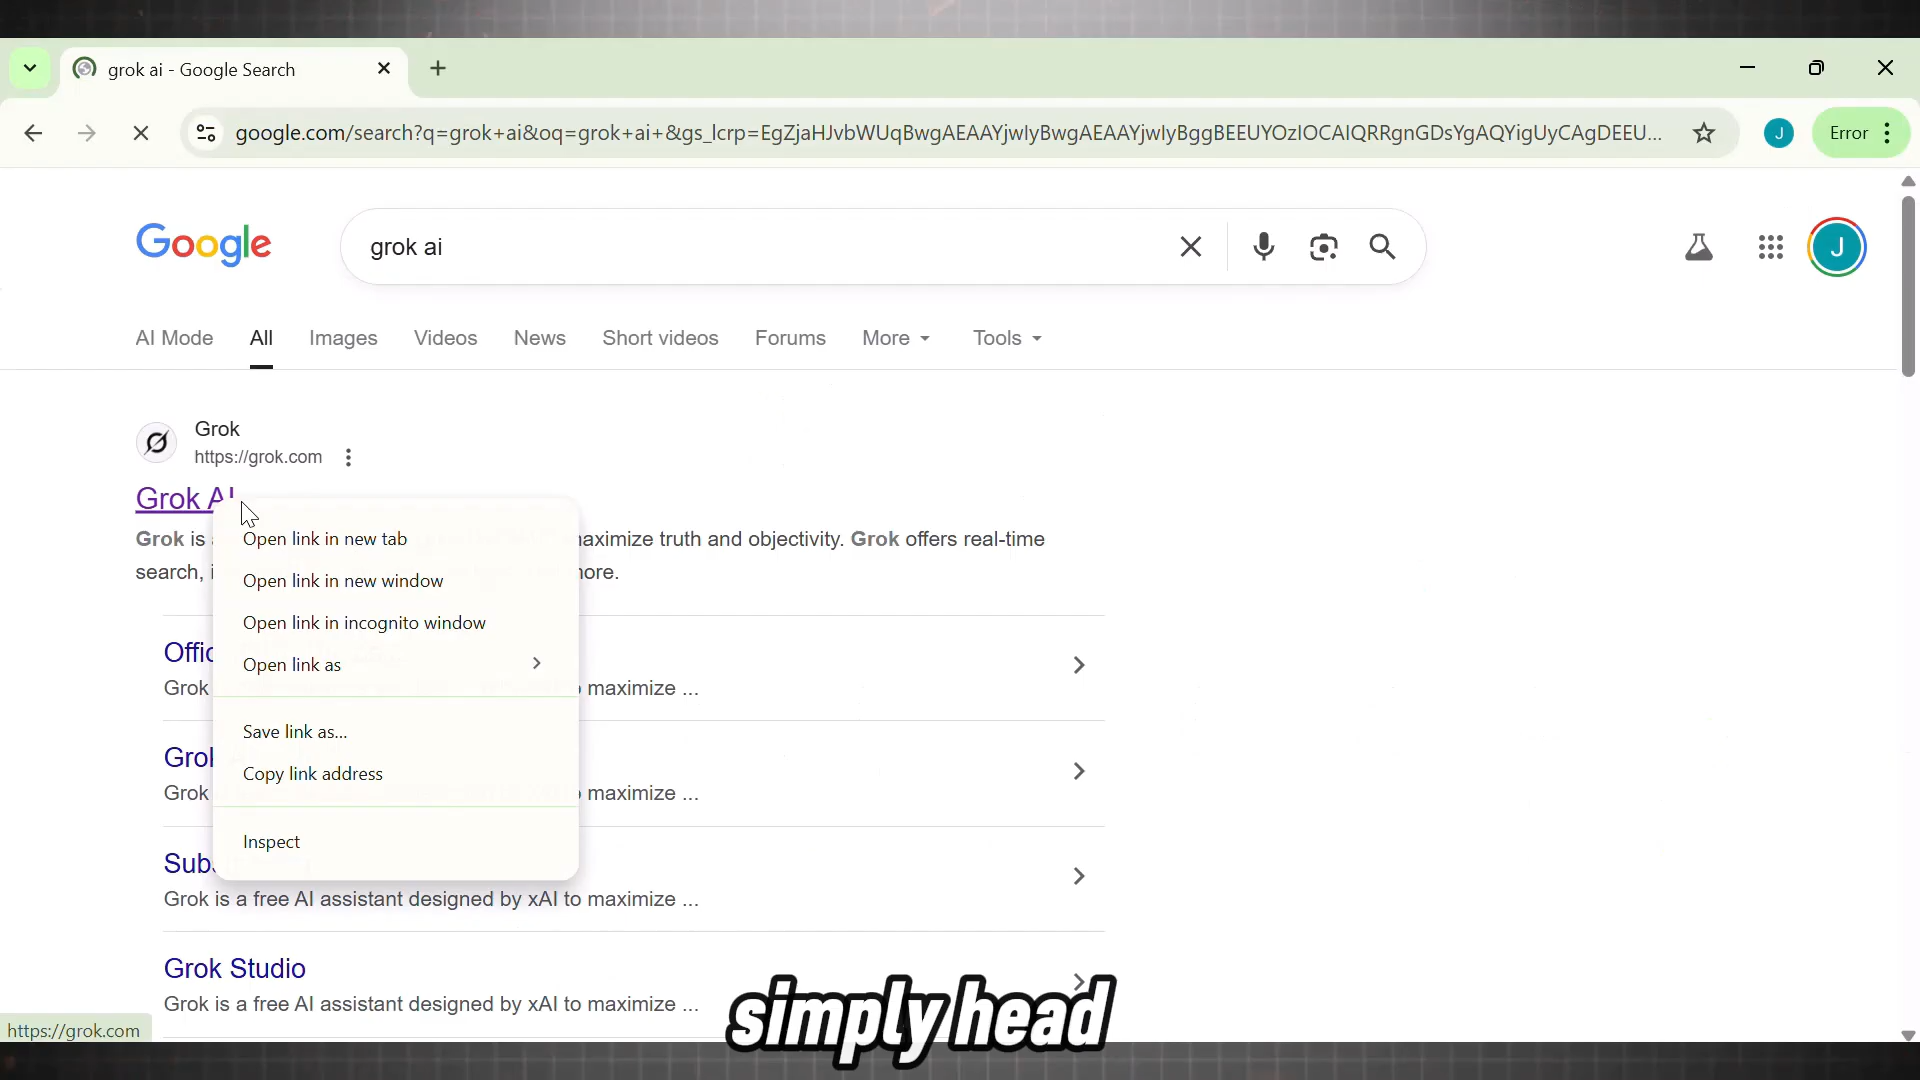 grok ai - Google Search
google.com/search?q=grok+ai&oq=grok+ai+&gs_lcrp=EgZjaHJvbWUqBwgAEAAYjwIyBwgAEAAYjwIyBggBEEUYOzIOCAIQRRgnGDsYgAQYigUyCAgDEEU...
J
Error
Google
grok ai
J
AI Mode
All
Images
Videos
News
Short videos
Forums
More
Tools
Grok
https://grok.com
Grok AI
Grok is
aximize truth and objectivity. Grok offers real-time
search,
ore.
Open link in new tab
Open link in new window
Open link in incognito window
Open link as
Save link as...
Copy link address
Inspect
Offic
Grok
maximize ...
Grok
Grok
maximize ...
Sub
Grok is a free AI assistant designed by xAI to maximize ...
Grok Studio
Grok is a free AI assistant designed by xAI to maximize ...
simply head
https://grok.com